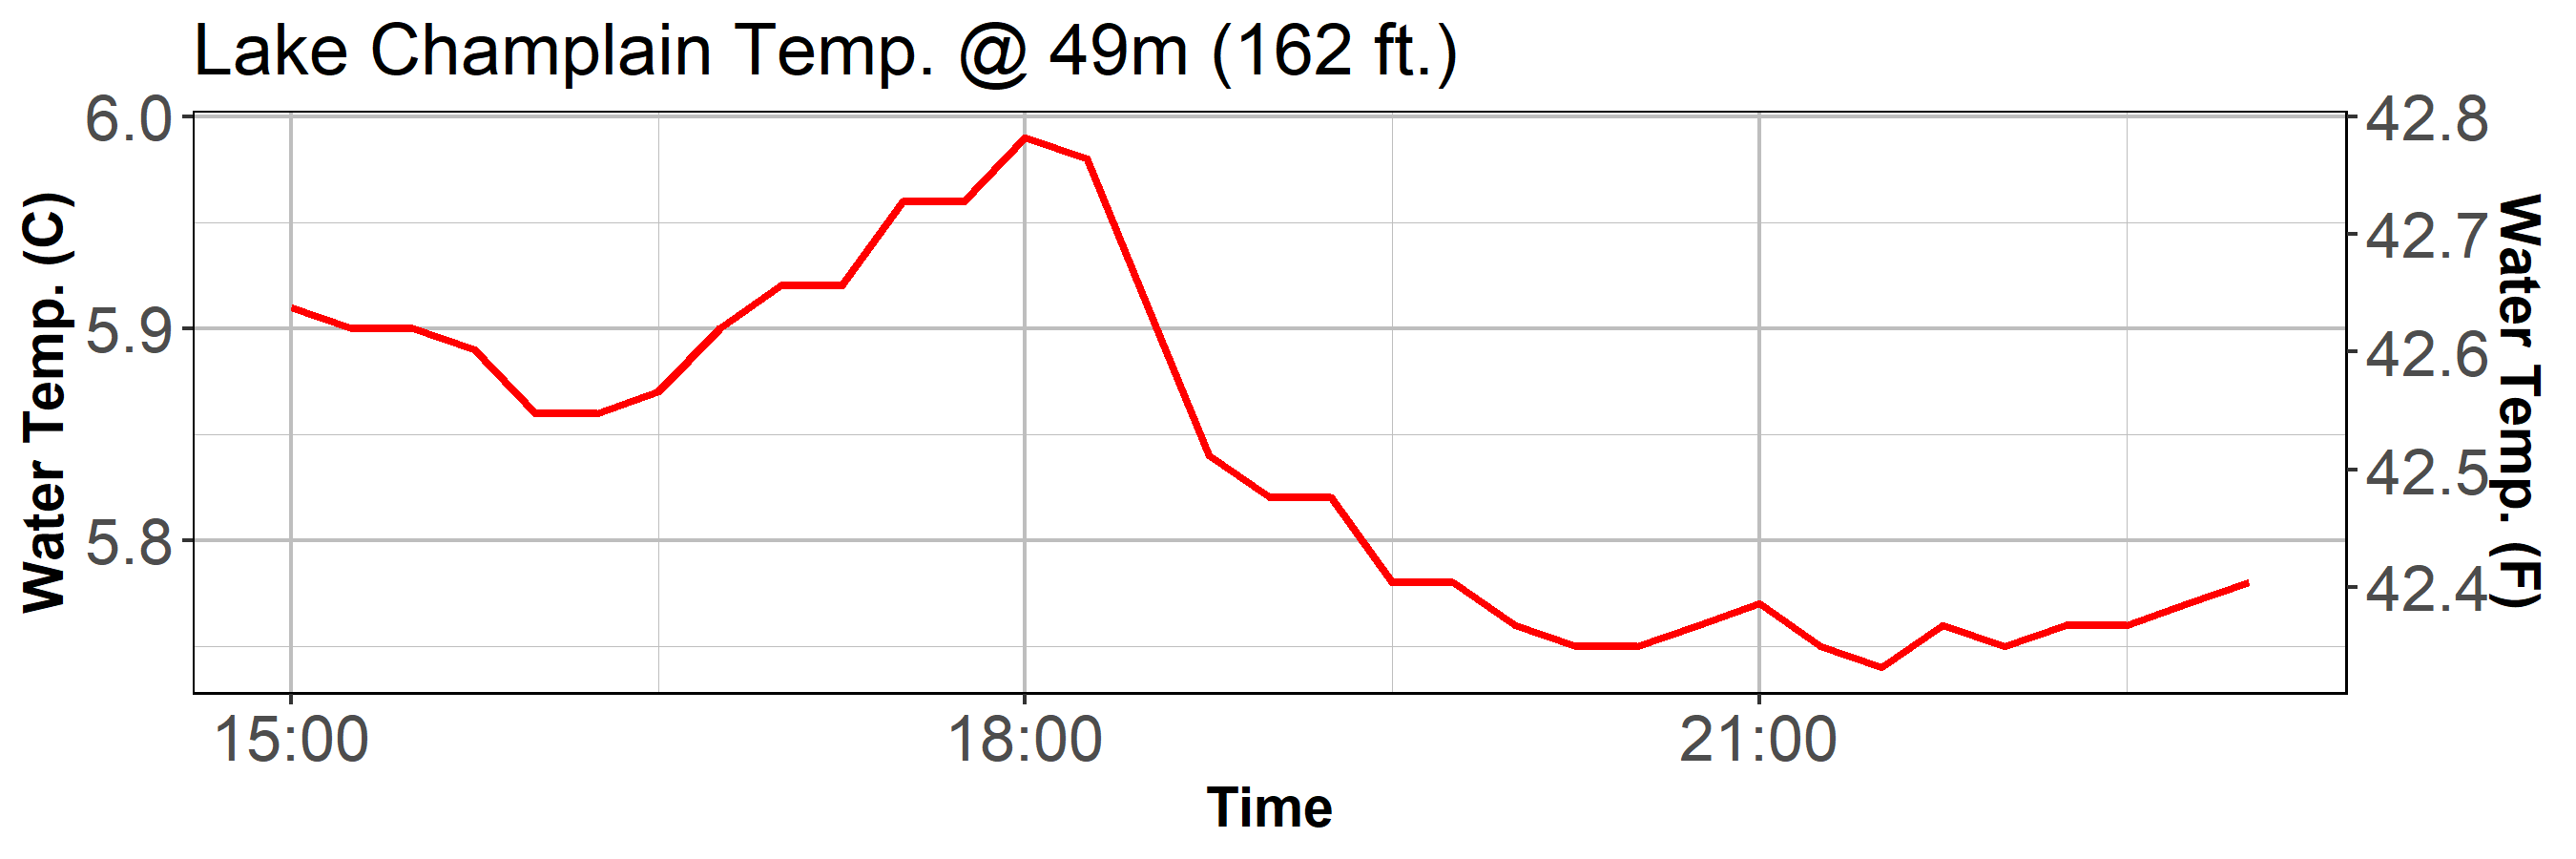 Lake Champlain Temp. @ 49m (162 ft.)
6.0
5.9
5.8
Water Temp. (C)
42.8
42.7
42.6
42.5
42.4
Water Temp. (F)
15:00 18:00 21:00
Time